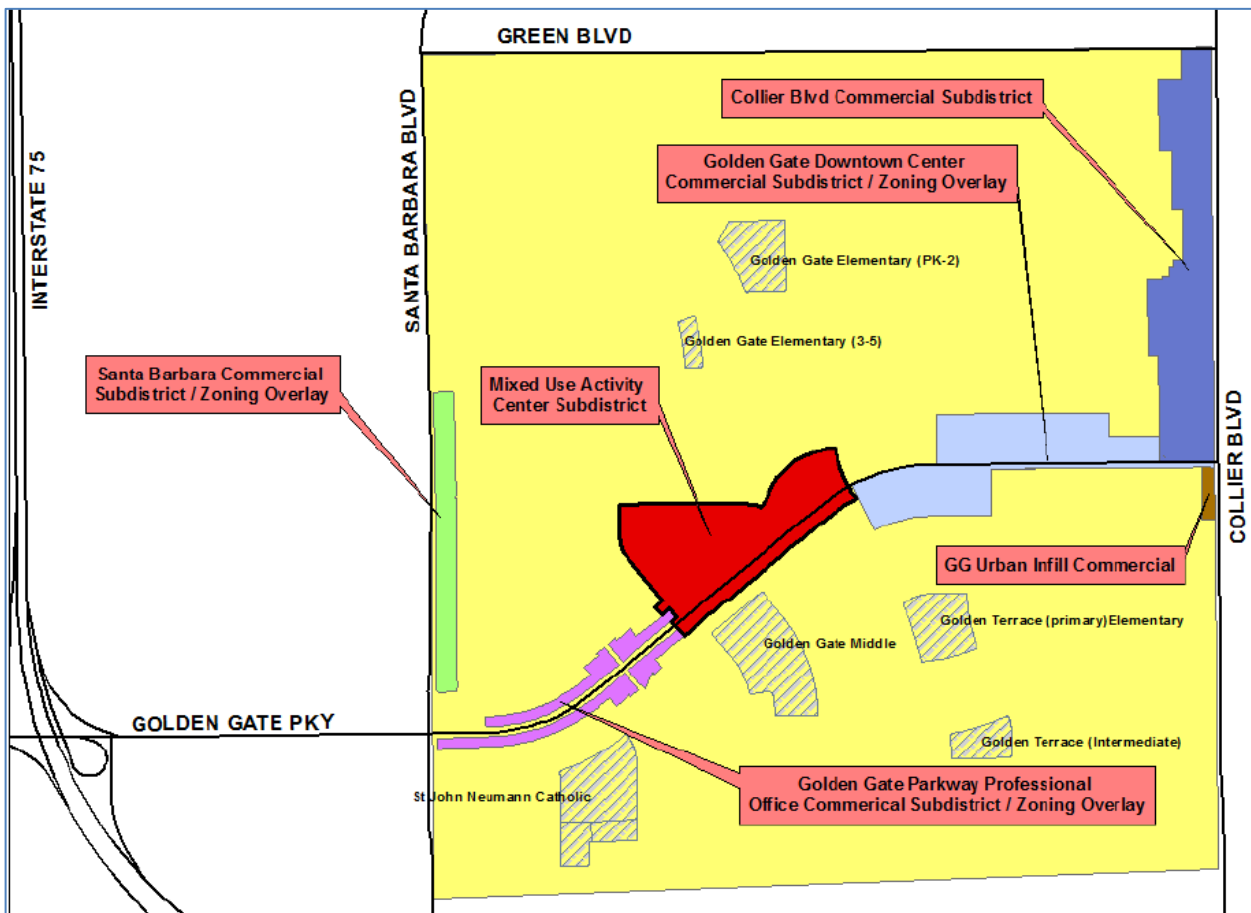 GREEN BLVD
Collier Blvd Commercial Subdistrict
SANTA BARBARA BLVD
INTERSTATE 75
Golden Gate Downtown Center
Commercial Subdistrict / Zoning Overlay
Golden Gate Elementary (PK-2)
Golden Gate Elementary (3-5)
Santa Barbara Commercial
Subdistrict / Zoning Overlay
Mixed Use Activity
Center Subdistrict
COLLIER BLVD
GG Urban Infill Commercial
Golden Terrace (primary)Elementary
Golden Gate Middle
GOLDEN GATE PKY
Golden Terrace (Intermediate)
St John Neumann Catholic
Golden Gate Parkway Professional
Office Commerical Subdistrict / Zoning Overlay